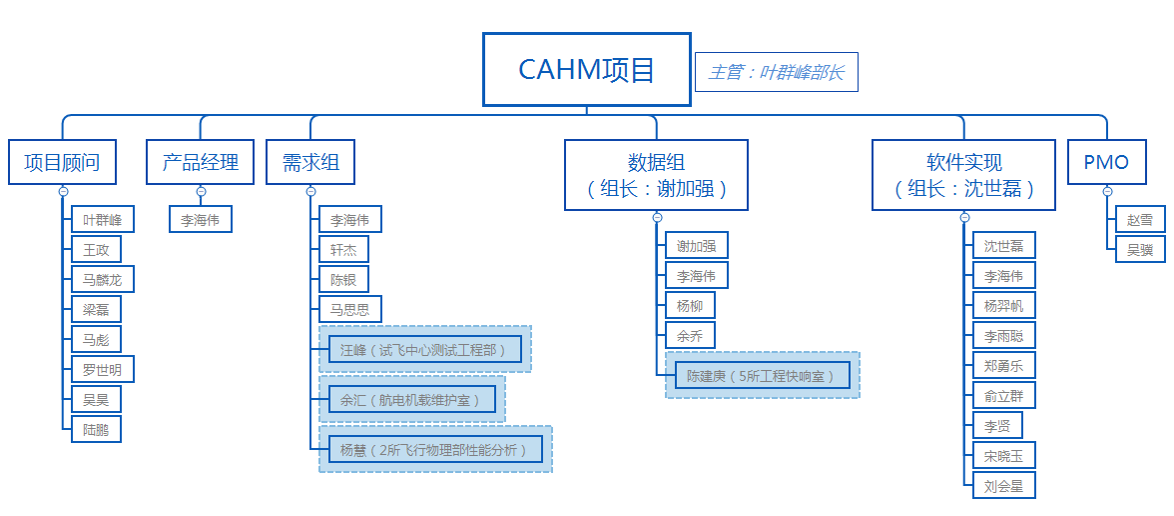 CAHM项目
主管：叶群峰部长
项目顾问
叶群峰
王政
马麟龙
梁磊
马彪
罗世明
吴昊
陆鹏
产品经理
李海伟
需求组
李海伟
轩杰
陈银
马思思
汪峰（试飞中心测试工程部）
余汇（航电机载维护室）
杨慧（2所飞行物理部性能分析）
数据组
（组长：谢加强）
谢加强
李海伟
杨柳
余乔
陈建庚（5所工程快响室）
软件实现
（组长：沈世磊）
沈世磊
李海伟
杨羿帆
李雨聪
郑勇乐
俞立群
李贤
宋晓玉
刘会星
PMO
赵雪
吴骥